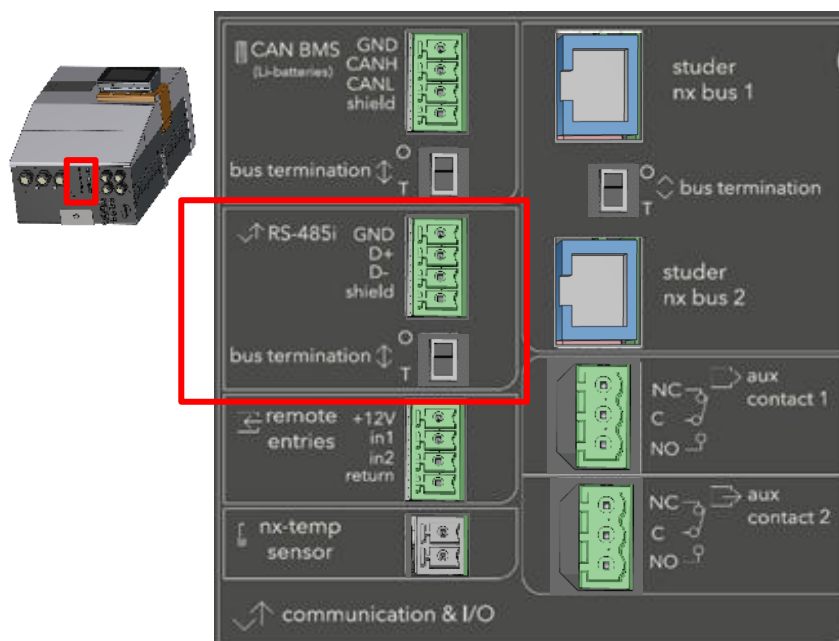 CAN BMS
(Li-batteries)
GND
CANH
CANL
shield
bus termination
O
T
RS-485i
GND
D+
D-
shield
bus termination
O
T
remote
entries
+12V
in1
in2
return
nx-temp
sensor
communication & I/O
studer
nx bus 1
O
T
bus termination
studer
nx bus 2
NC
C
NO
aux
contact 1
NC
C
NO
aux
contact 2